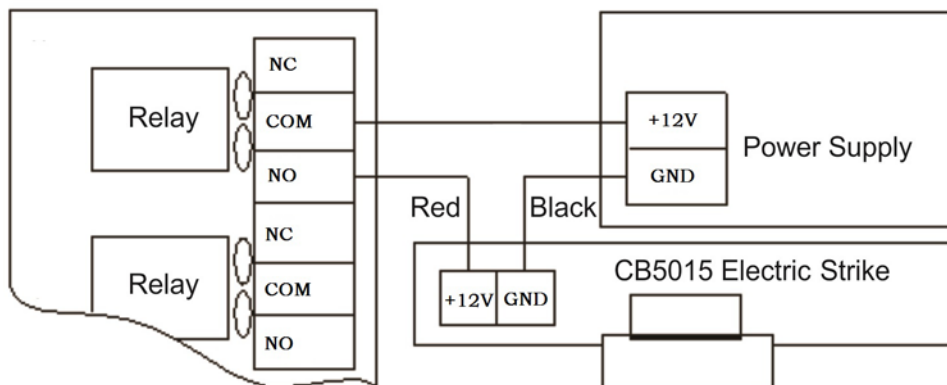 NC
Relay
COM
+12V
Power Supply
NO
GND
Red
Black
NC
CB5015 Electric Strike
Relay
COM
+12V
GND
NO